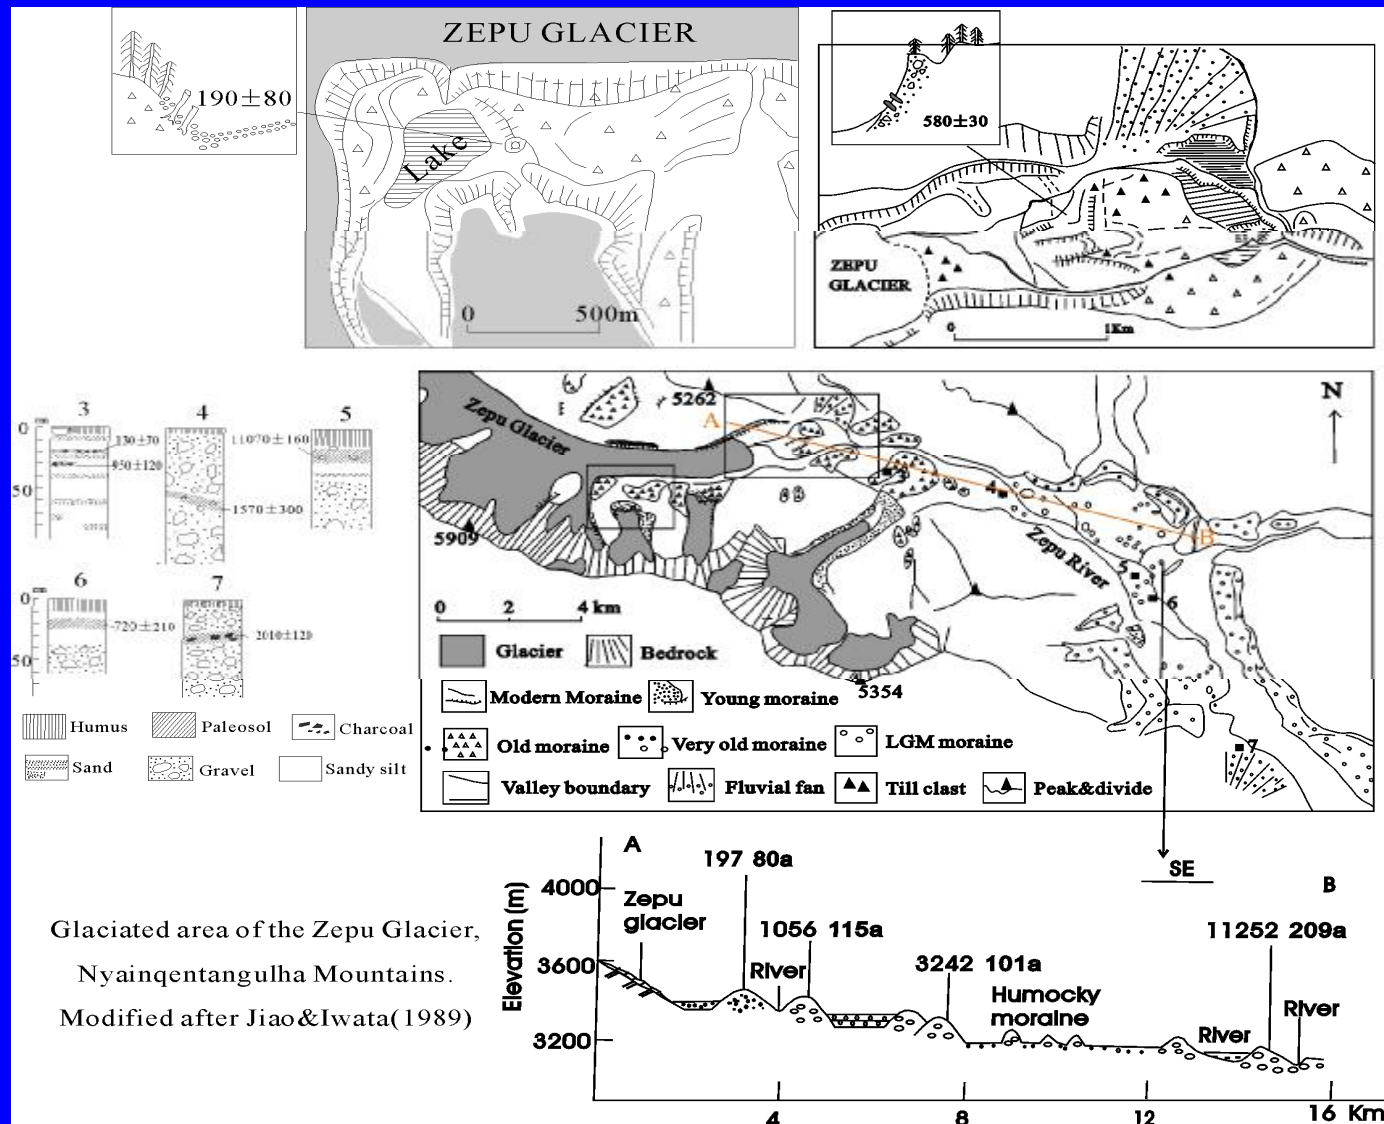 ZEPU GLACIER
190±80
Lake
0 500m
580±30
ZEPU
GLACIER
0 1Km
3
0
50
130±70
950±120
4
1570±300
5
11070±160
6
0
50
720±210
7
2010±120
Humus
Paleosol
Charcoal
Sand
Gravel
Sandy silt
N
Zepu Glacier
5262
A
4
B
Zepu River
5
6
5909
0 2 4 km
5354
7
Glacier
Bedrock
Modern Moraine
Young moraine
Old moraine
Very old moraine
LGM moraine
Valley boundary
Fluvial fan
Till clast
Peak&divide
Glaciated area of the Zepu Glacier,
Nyainqentangulha Mountains.
Modified after Jiao&Iwata(1989)
A
SE
B
Elevation (m)
4000
3600
3200
Zepu
glacier
197 80a
River
1056 115a
3242 101a
Humocky
moraine
River
11252 209a
River
4 8 12 16 Km